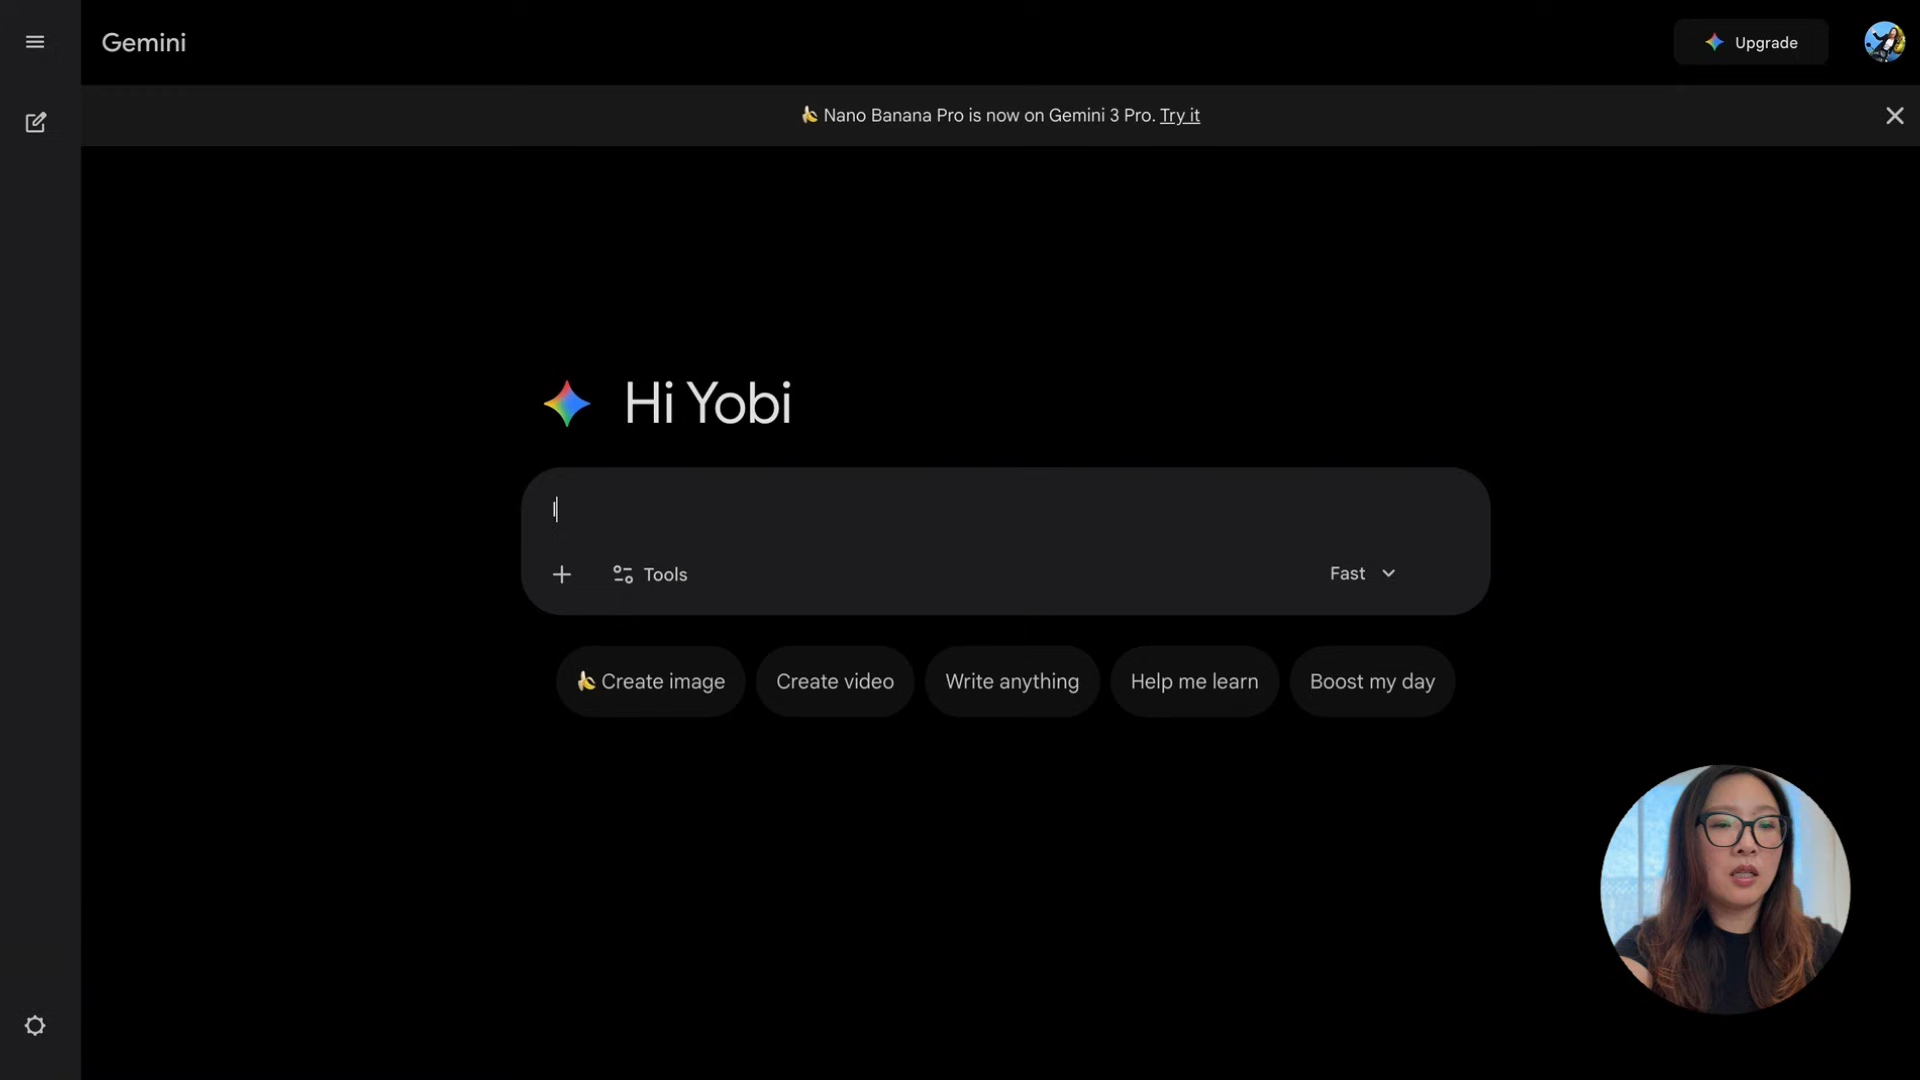 Gemini
Upgrade
🍌 Nano Banana Pro is now on Gemini 3 Pro. Try it
Hi Yobi
I
Tools
Fast
🍌 Create image
Create video
Write anything
Help me learn
Boost my day